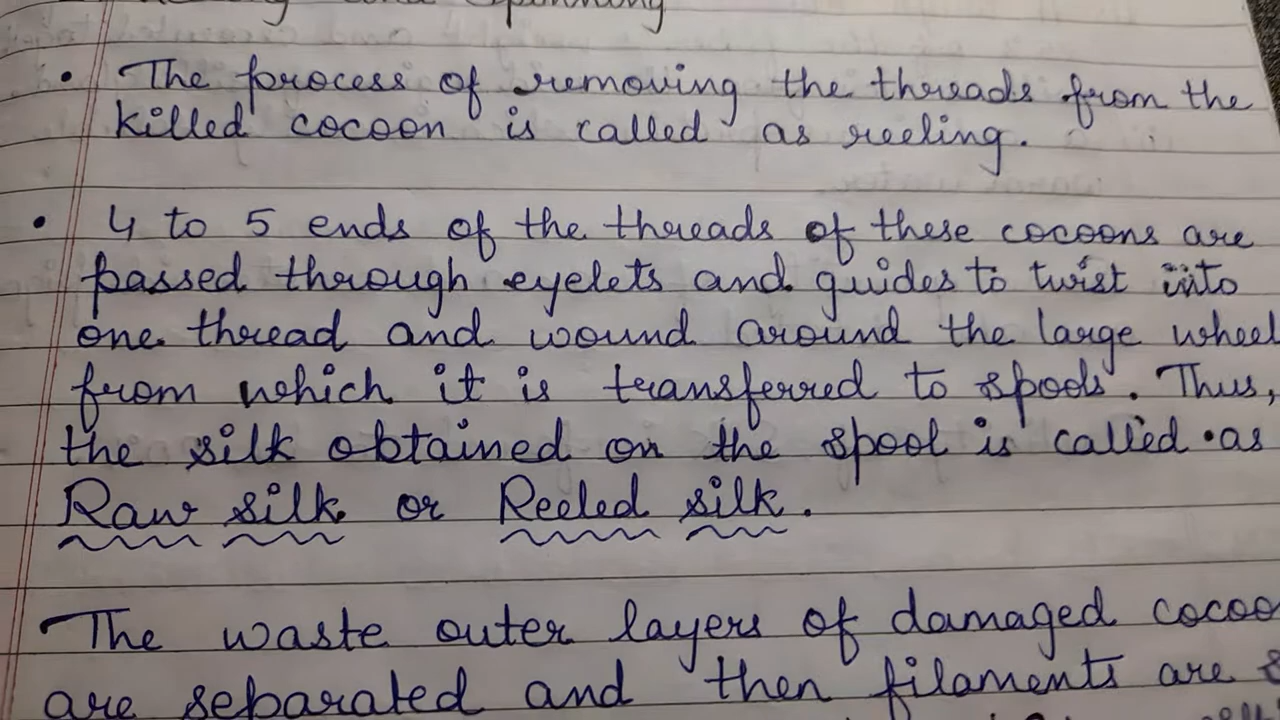 and Spinning
• The process of removing the threads from the
killed cocoon is called as reeling.
• 4 to 5 ends of the threads of these cocoons are
passed through eyelets and guides to twist into
one thread and wound around the large wheel
from which it is transferred to spools. Thus,
the silk obtained on the spool is called as
Raw silk or Reeled silk.
• The waste outer layers of damaged cocoo
are separated and then filaments are